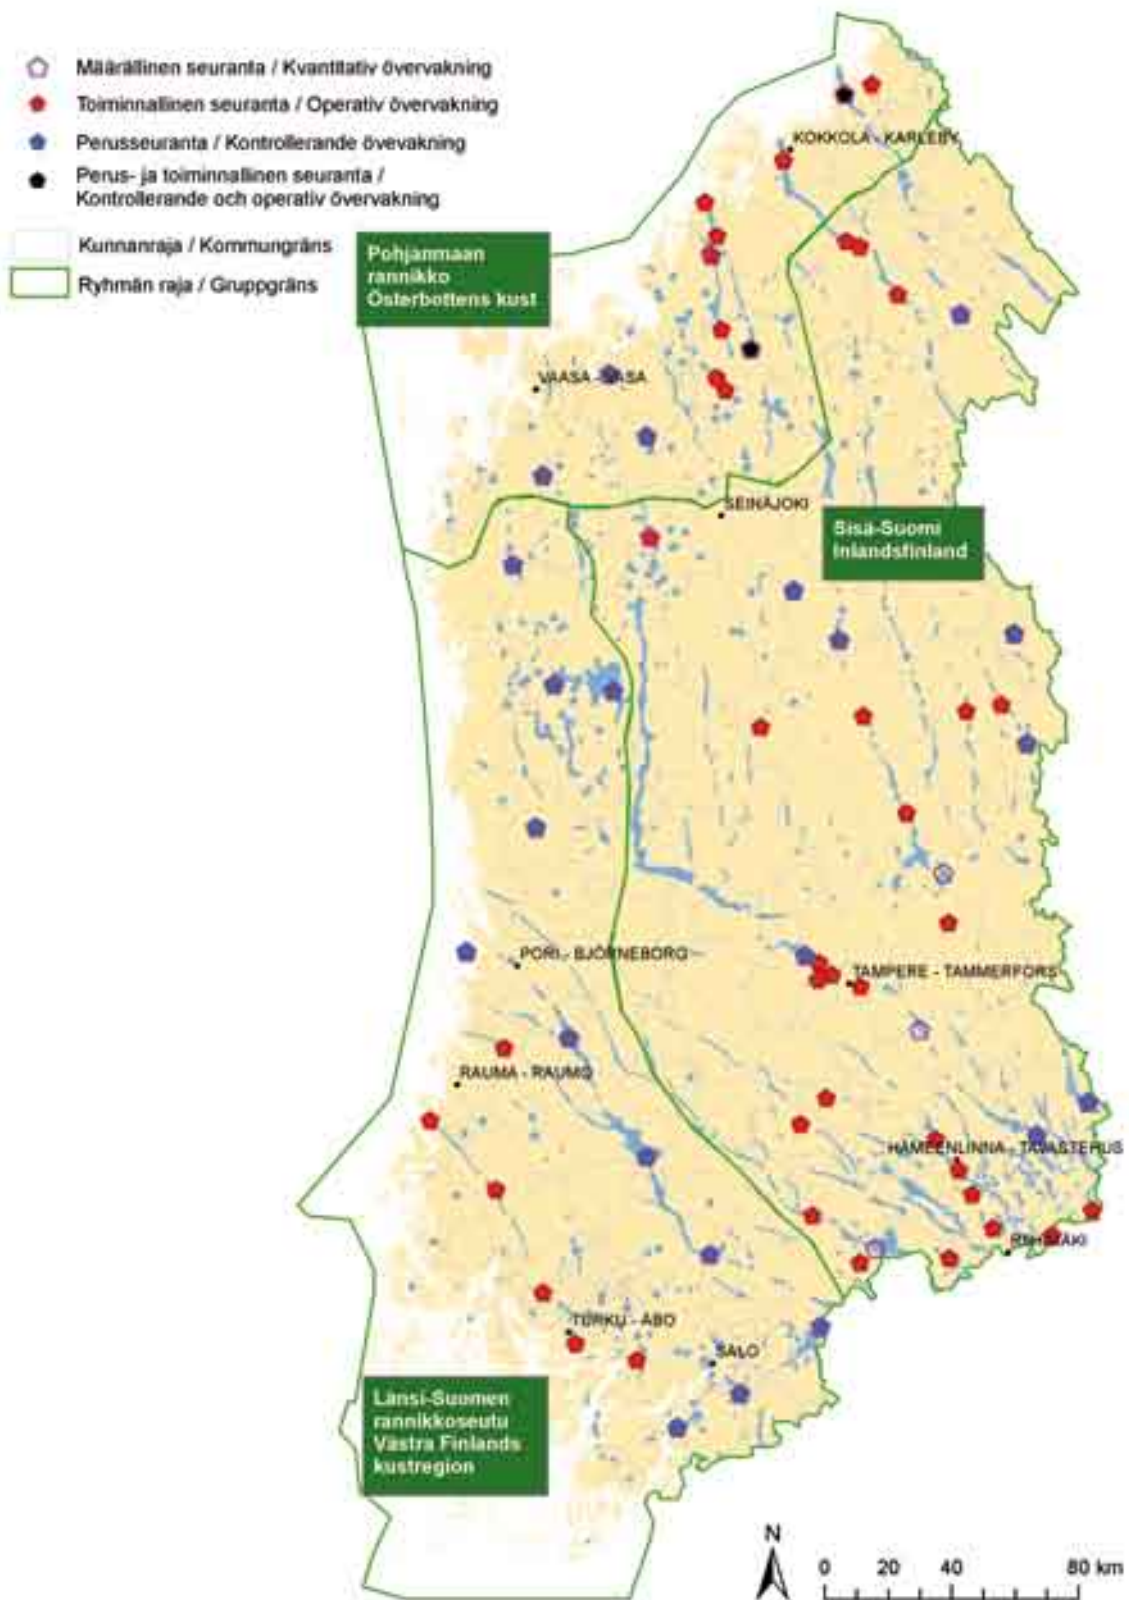 Määrällinen seuranta / Kvantitativ övervakning
Toiminnallinen seuranta / Operativ övervakning
Perusseuranta / Kontrollerande övevakning
Perus- ja toiminnallinen seuranta /
Kontrollerande och operativ övervakning
Kunnanraja / Kommungräns
Ryhmän raja / Gruppgräns
KOKKOLA - KARLEBY
Pohjanmaan
rannikko
Österbottens kust
VAASA - VASA
SEINÄJOKI
Sisä-Suomi
Inlandsfinland
PORI - BJÖRNEBORG
TAMPERE - TAMMERFORS
RAUMA - RAUMO
HÄMEENLINNA - TAVASTEHUS
RIIHIMÄKI
TURKU - ÅBO
SALO
Länsi-Suomen
rannikkoseutu
Västra Finlands
kustregion
N
0 20 40 80 km